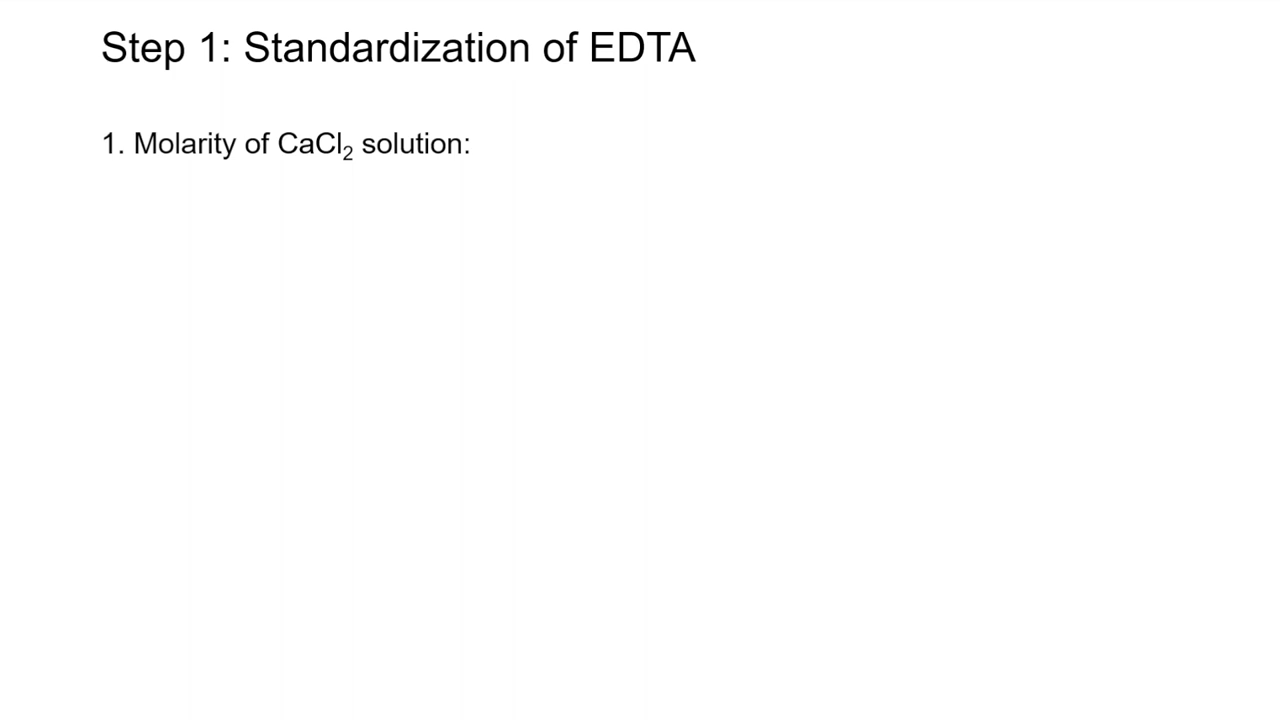 Step 1: Standardization of EDTA
1. Molarity of CaCl₂ solution: